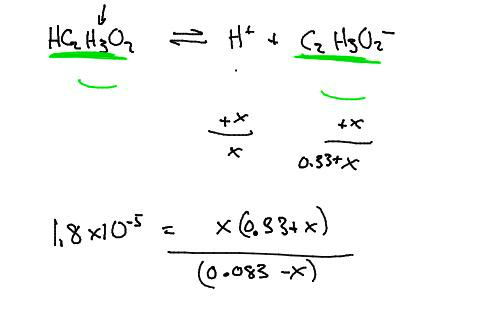 HC₂H₃O₂ ⇌ H⁺ + C₂H₃O₂⁻
+x +x
x 0.33+x
1.8×10⁻⁵ = x(0.33+x)
(0.083 -x)